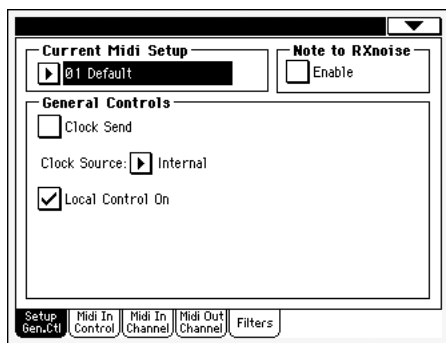 Current Midi Setup
01 Default
Note to RXnoise
Enable
General Controls
Clock Send
Clock Source: Internal
Local Control On
Setup
Gen.Ctl
Midi In
Control
Midi In
Channel
Midi Out
Channel
Filters